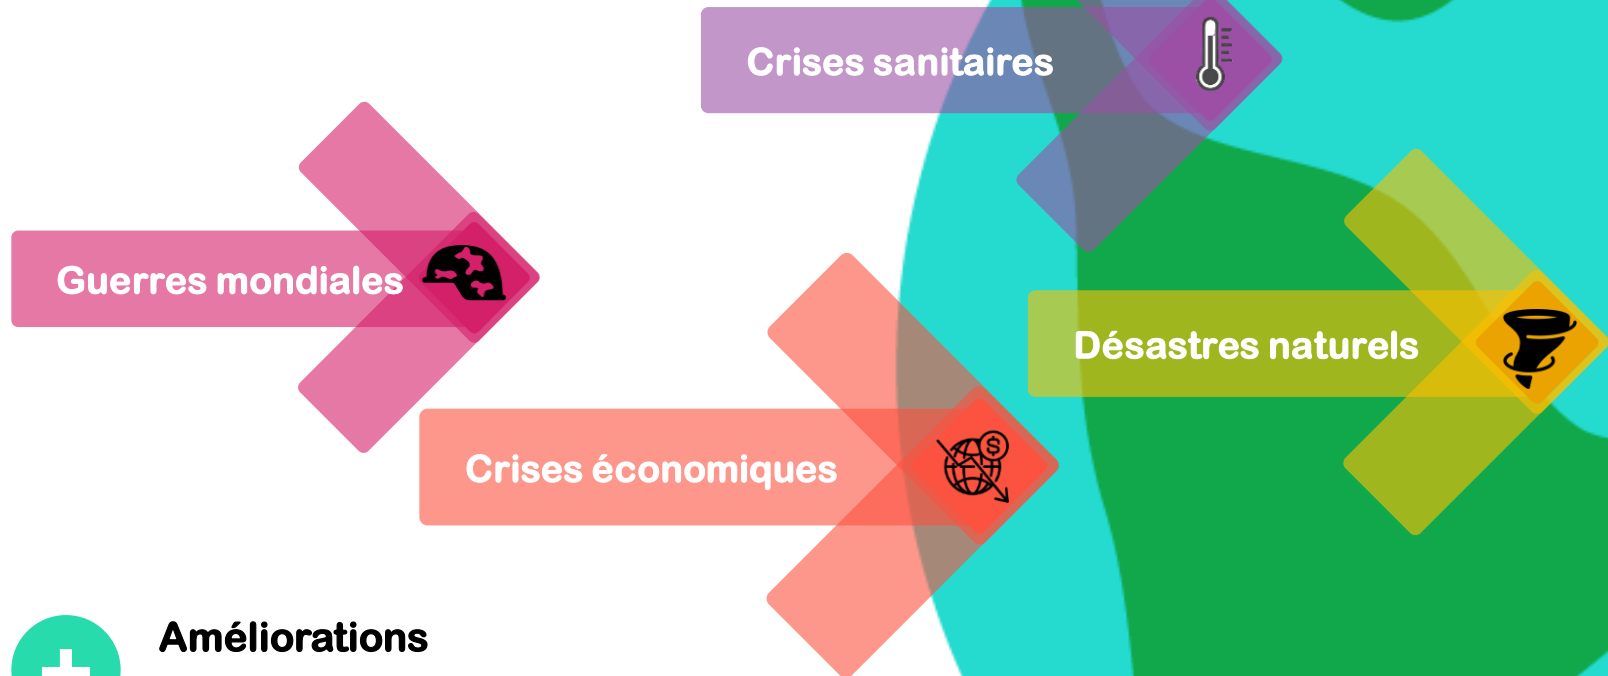 Crises sanitaires
Guerres mondiales
Désastres naturels
Crises économiques
Améliorations